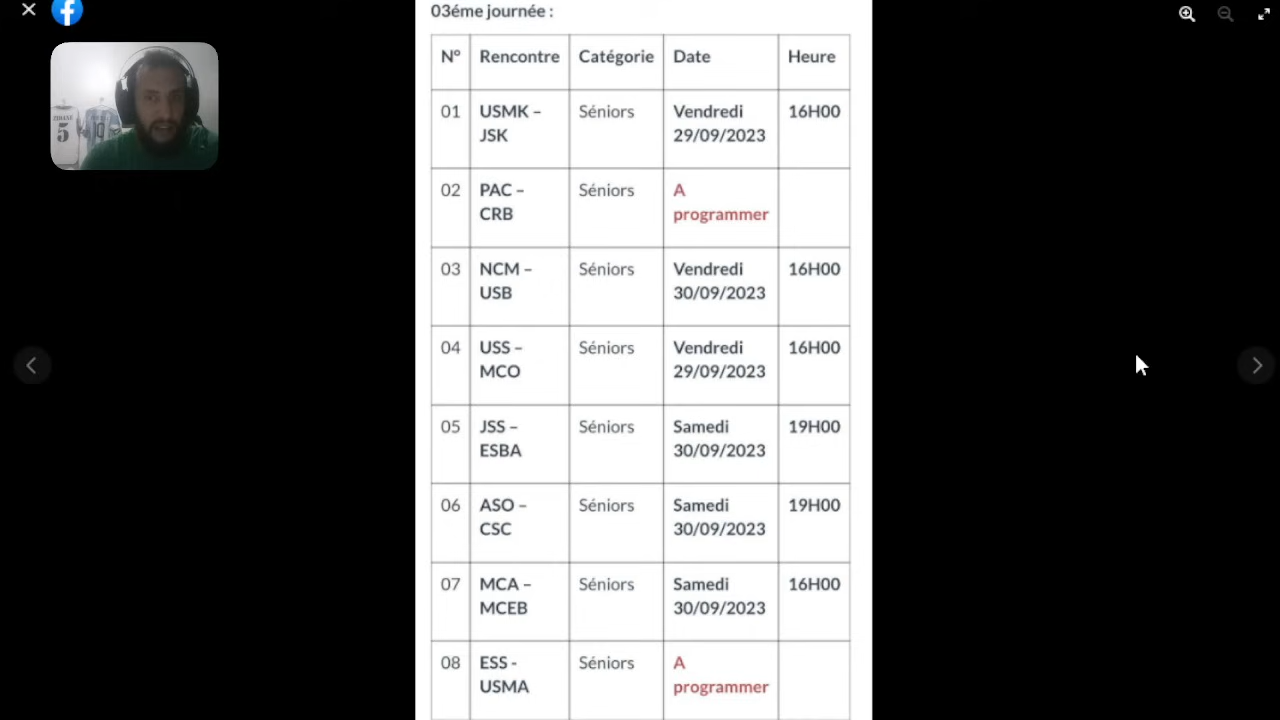 03éme journée :
N° Rencontre Catégorie Date Heure
01 USMK – Séniors Vendredi 16H00
JSK 29/09/2023
02 PAC – Séniors A
CRB programmer
03 NCM – Séniors Vendredi 16H00
USB 30/09/2023
04 USS – Séniors Vendredi 16H00
MCO 29/09/2023
05 JSS – Séniors Samedi 19H00
ESBA 30/09/2023
06 ASO – Séniors Samedi 19H00
CSC 30/09/2023
07 MCA – Séniors Samedi 16H00
MCEB 30/09/2023
08 ESS - Séniors A
USMA programmer
5